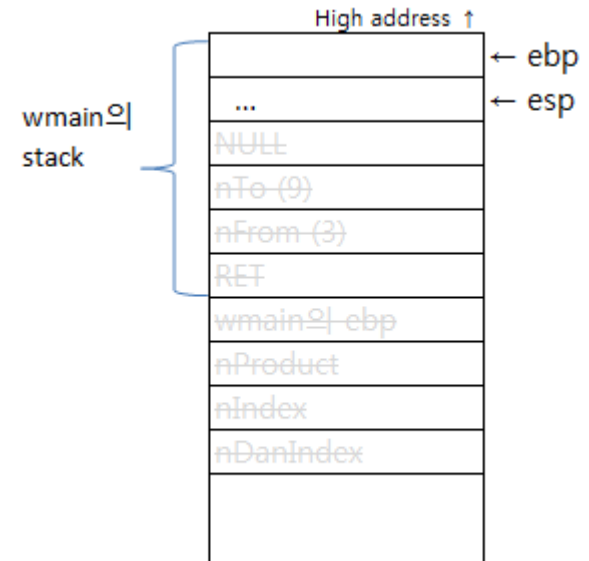 High address ↑
← ebp
... ← esp
wmain의
stack
NULL
nTo (9)
nFrom (3)
RET
wmain의 ebp
nProduct
nIndex
nDanIndex